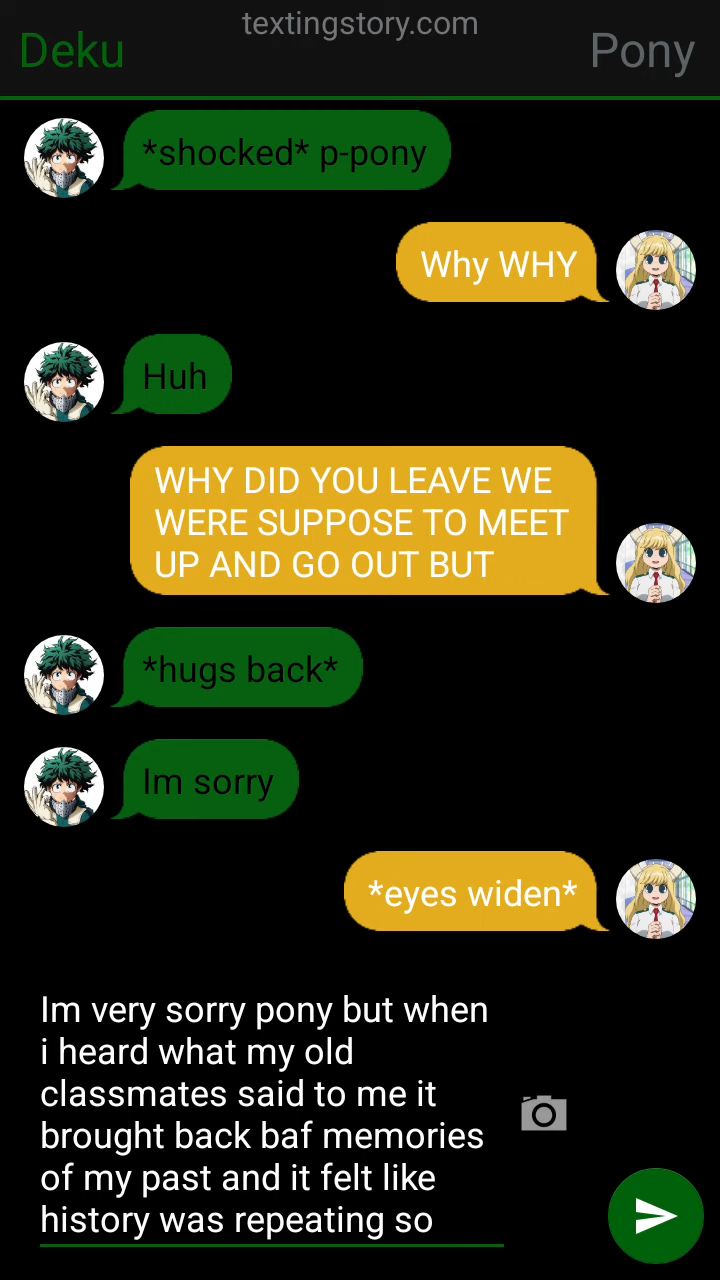 textingstory.com
Deku
Pony
*shocked* p-pony
Why WHY
Huh
WHY DID YOU LEAVE WE
WERE SUPPOSE TO MEET
UP AND GO OUT BUT
*hugs back*
Im sorry
*eyes widen*
Im very sorry pony but when
i heard what my old
classmates said to me it
brought back baf memories
of my past and it felt like
history was repeating so